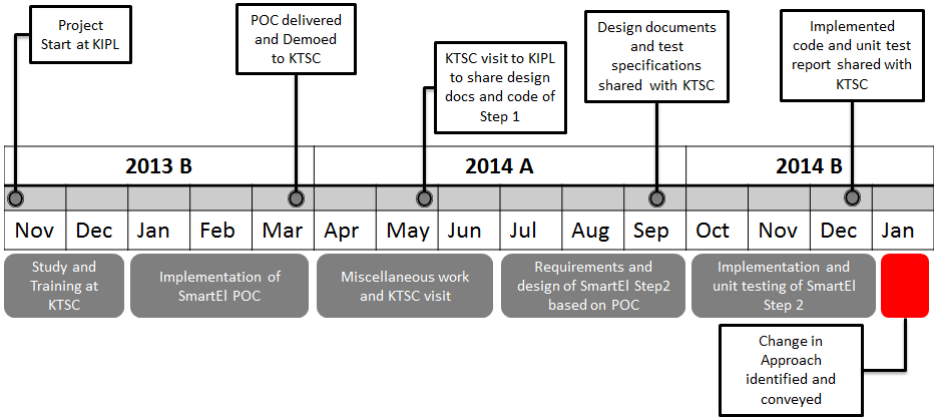 Project
Start at KIPL
POC delivered
and Demoed
to KTSC
KTSC visit to KIPL
to share design
docs and code of
Step 1
Design documents
and test
specifications
shared with KTSC
Implemented
code and unit test
report shared with
KTSC
2013 B
2014 A
2014 B
Nov
Dec
Jan
Feb
Mar
Apr
May
Jun
Jul
Aug
Sep
Oct
Nov
Dec
Jan
Study and
Training at
KTSC
Implementation of
SmartEl POC
Miscellaneous work
and KTSC visit
Requirements and
design of SmartEl Step2
based on POC
Implementation and
unit testing of SmartEl
Step 2
Change in
Approach
identified and
conveyed